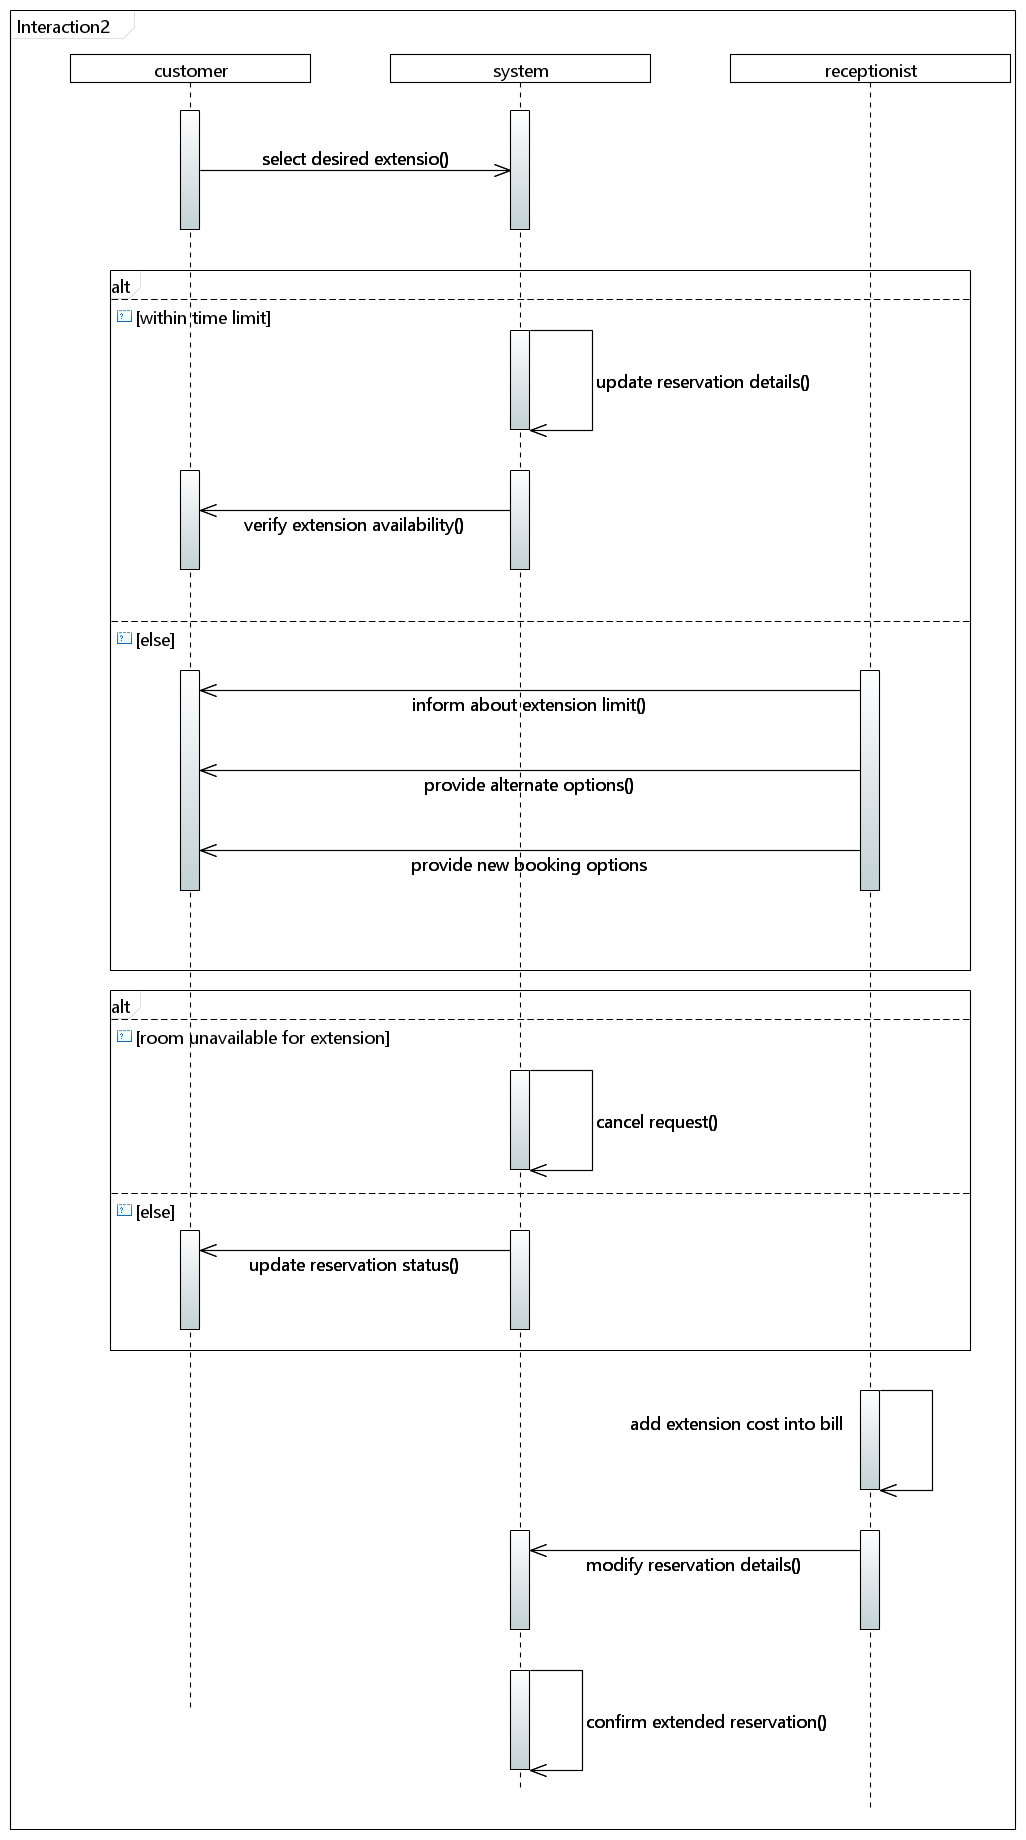 Interaction2
customer
system
receptionist
select desired extensio()
alt
[within time limit]
update reservation details()
verify extension availability()
[else]
inform about extension limit()
provide alternate options()
provide new booking options
alt
[room unavailable for extension]
cancel request()
[else]
update reservation status()
add extension cost into bill
modify reservation details()
confirm extended reservation()